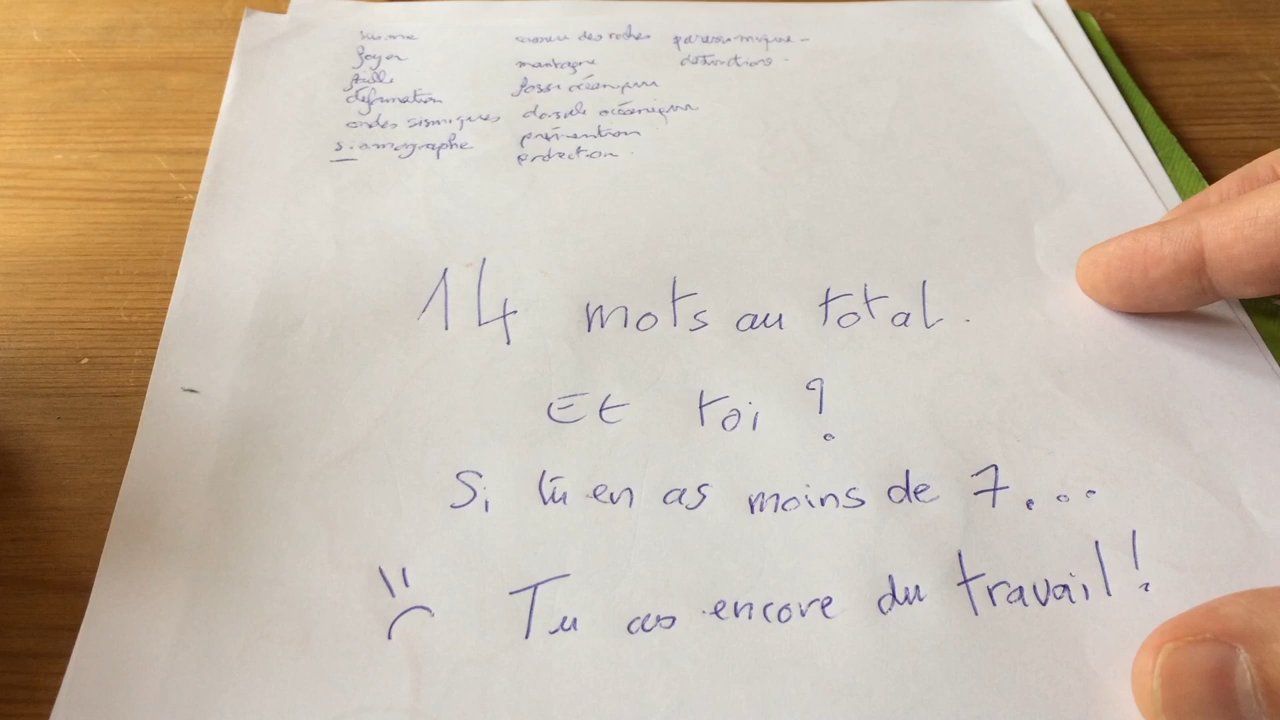 séisme
foyer
faille
déformation
ondes sismiques
sismographe
cassure des roches
montagne
fosse océanique
dorsale océanique
prévention
protection.
parasismique
destructions.
14 mots au total.
Et toi ?
Si tu en as moins de 7...
Tu as encore du travail !